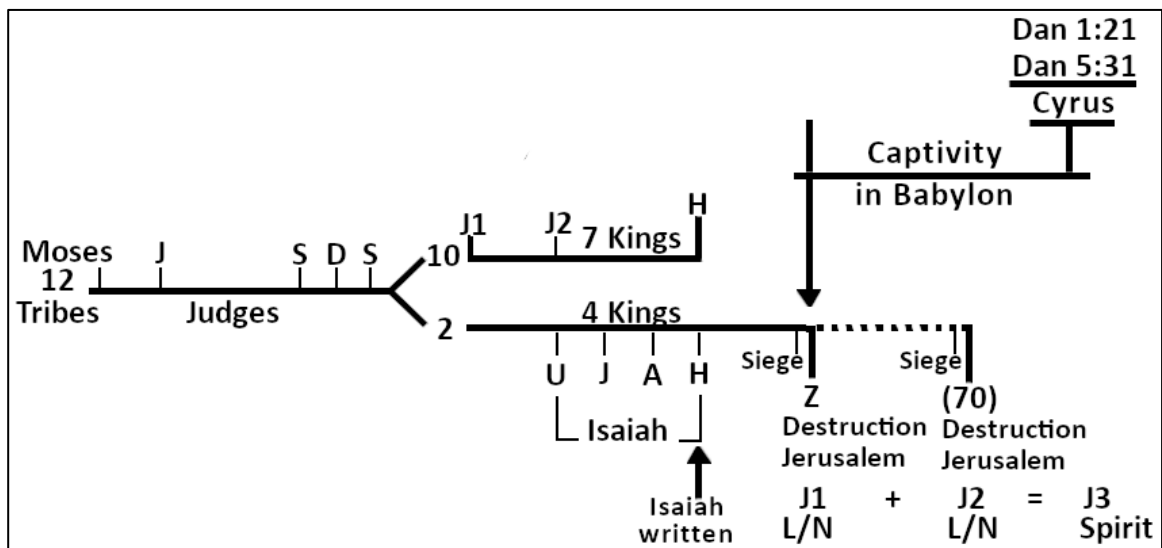 Dan 1:21
Dan 5:31
Cyrus
Captivity
in Babylon
H
J1 J2 7 Kings
Moses J S D S 10
12
Tribes Judges
2 4 Kings
Siege Siege
U J A H
Z (70)
Isaiah
Destruction Destruction
Jerusalem Jerusalem
Isaiah
written
J1 + J2 = J3
L/N L/N Spirit